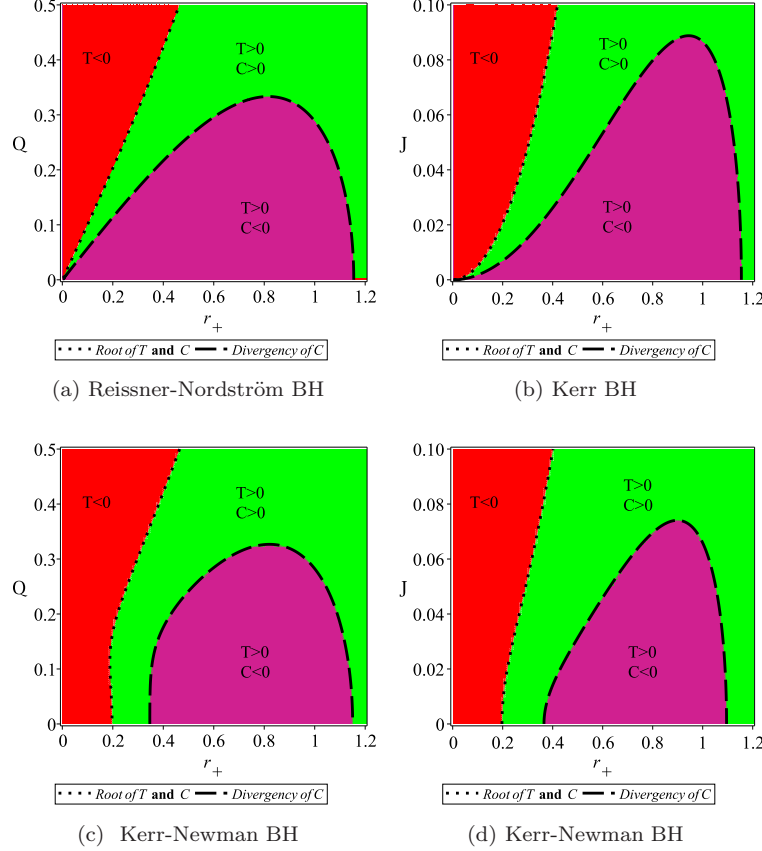 0.5
0.4
0.3
Q
0.2
0.1
0
T<0
T>0
C>0
T>0
C<0
0 0.2 0.4 0.6 0.8 1 1.2
r+
Root of T and C Divergency of C
(a) Reissner-Nordström BH
0.10
0.08
0.06
J
0.04
0.02
0
T<0
T>0
C>0
T>0
C<0
0 0.2 0.4 0.6 0.8 1 1.2
r+
Root of T and C Divergency of C
(b) Kerr BH
0.5
0.4
0.3
Q
0.2
0.1
0
T<0
T>0
C>0
T>0
C<0
0 0.2 0.4 0.6 0.8 1 1.2
r+
Root of T and C Divergency of C
(c) Kerr-Newman BH
0.10
0.08
0.06
J
0.04
0.02
0
T<0
T>0
C>0
T>0
C<0
0 0.2 0.4 0.6 0.8 1 1.2
r+
Root of T and C Divergency of C
(d) Kerr-Newman BH